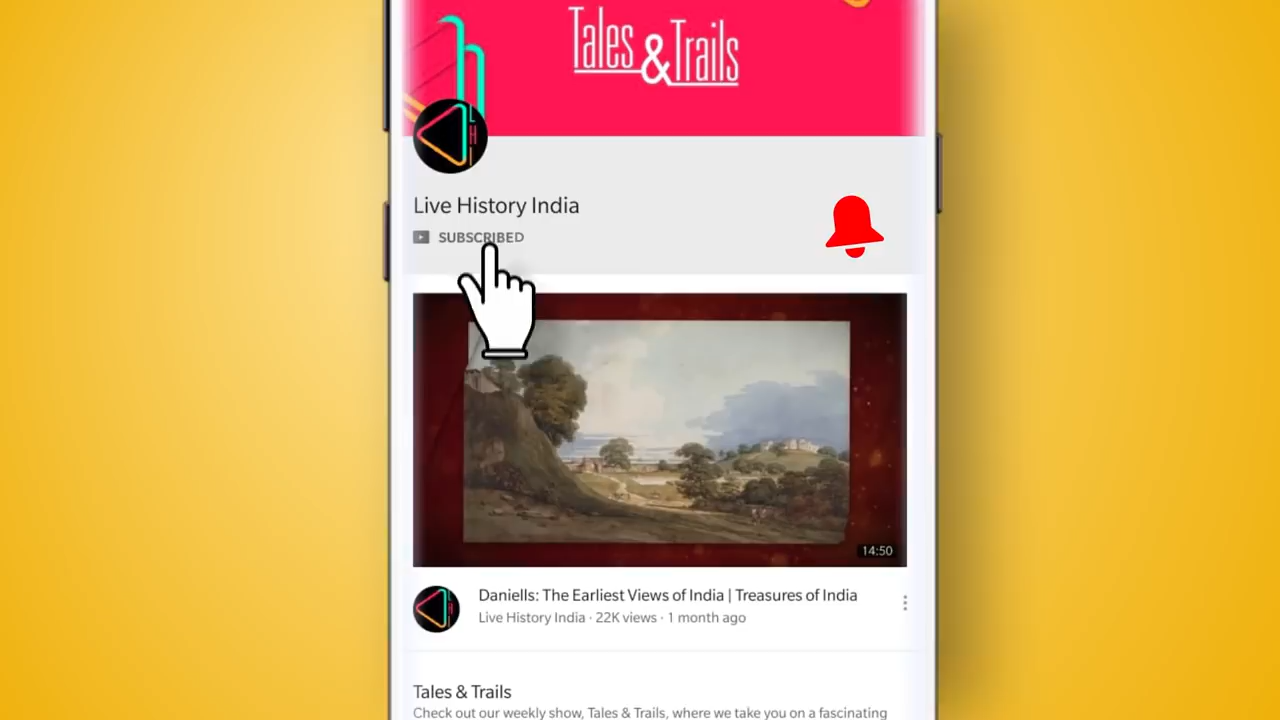 Tales & Trails
Live History India
SUBSCRIBED
14:50
Daniells: The Earliest Views of India | Treasures of India
Live History India · 22K views · 1 month ago
Tales & Trails
Check out our weekly show, Tales & Trails, where we take you on a fascinating